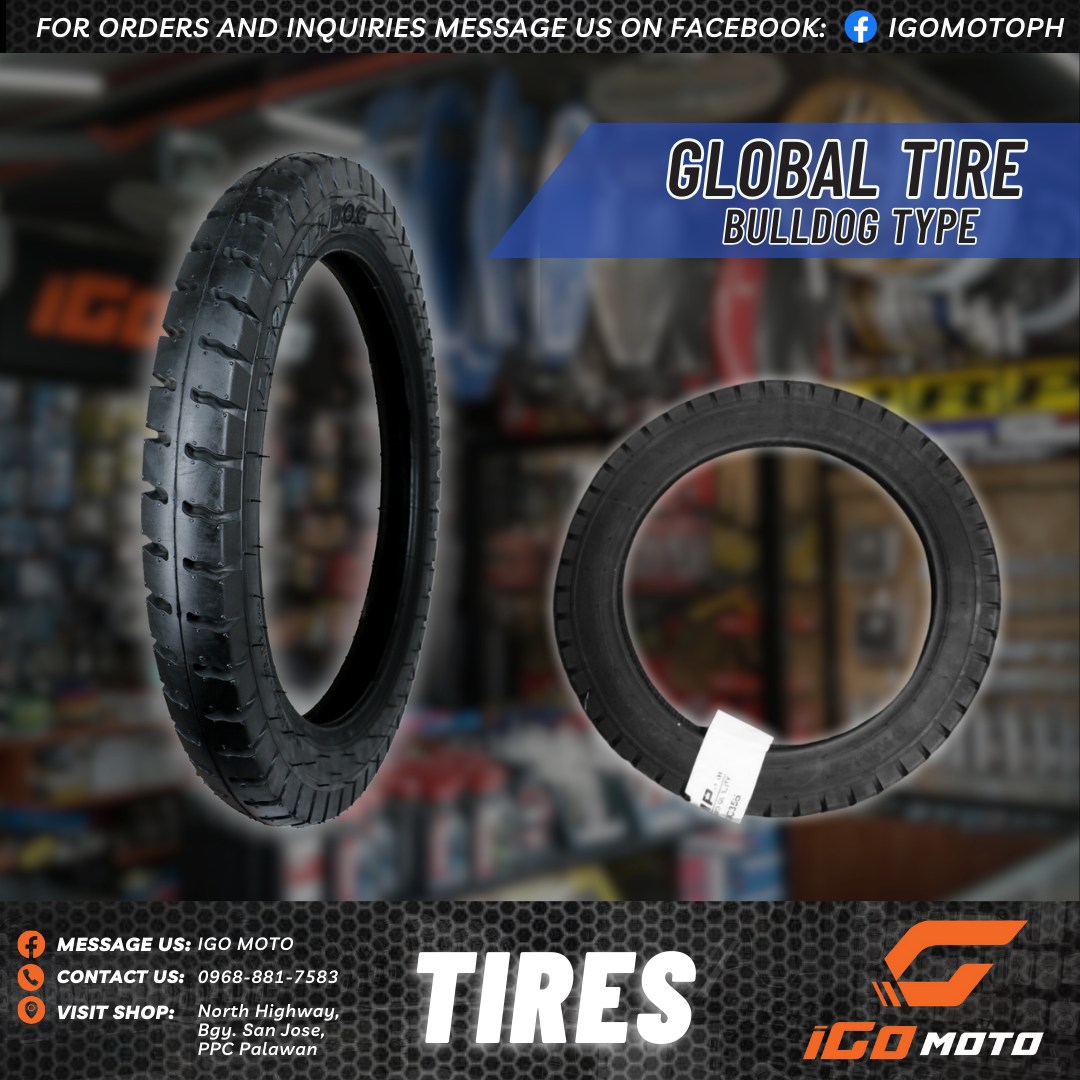 FOR ORDERS AND INQUIRIES MESSAGE US ON FACEBOOK: IGOMOTOPH
GLOBAL TIRE
BULLDOG TYPE
iGO
MESSAGE US: IGO MOTO
CONTACT US: 0968-881-7583
VISIT SHOP: North Highway,
Bgy. San Jose,
PPC Palawan
TIRES
iGO MOTO